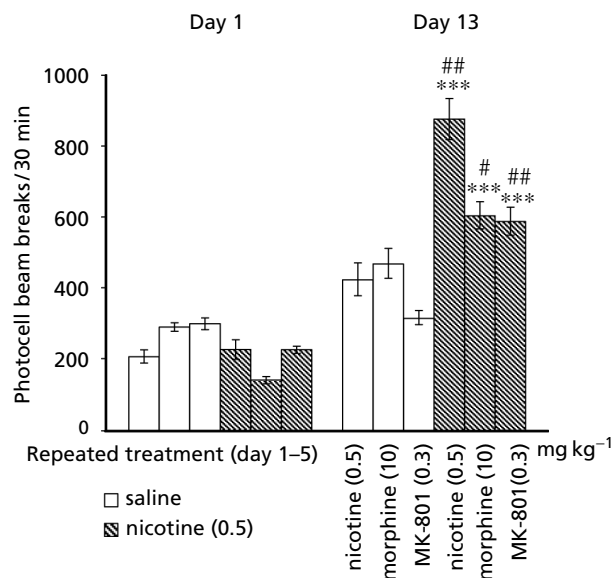 Day 1 Day 13
Photocell beam breaks/30 min
1000
800
600
400
200
0
##
***
#
***
##
***
Repeated treatment (day 1–5)
saline
nicotine (0.5)
nicotine (0.5)
morphine (10)
MK-801 (0.3)
nicotine (0.5)
morphine (10)
MK-801(0.3)
mg kg⁻¹